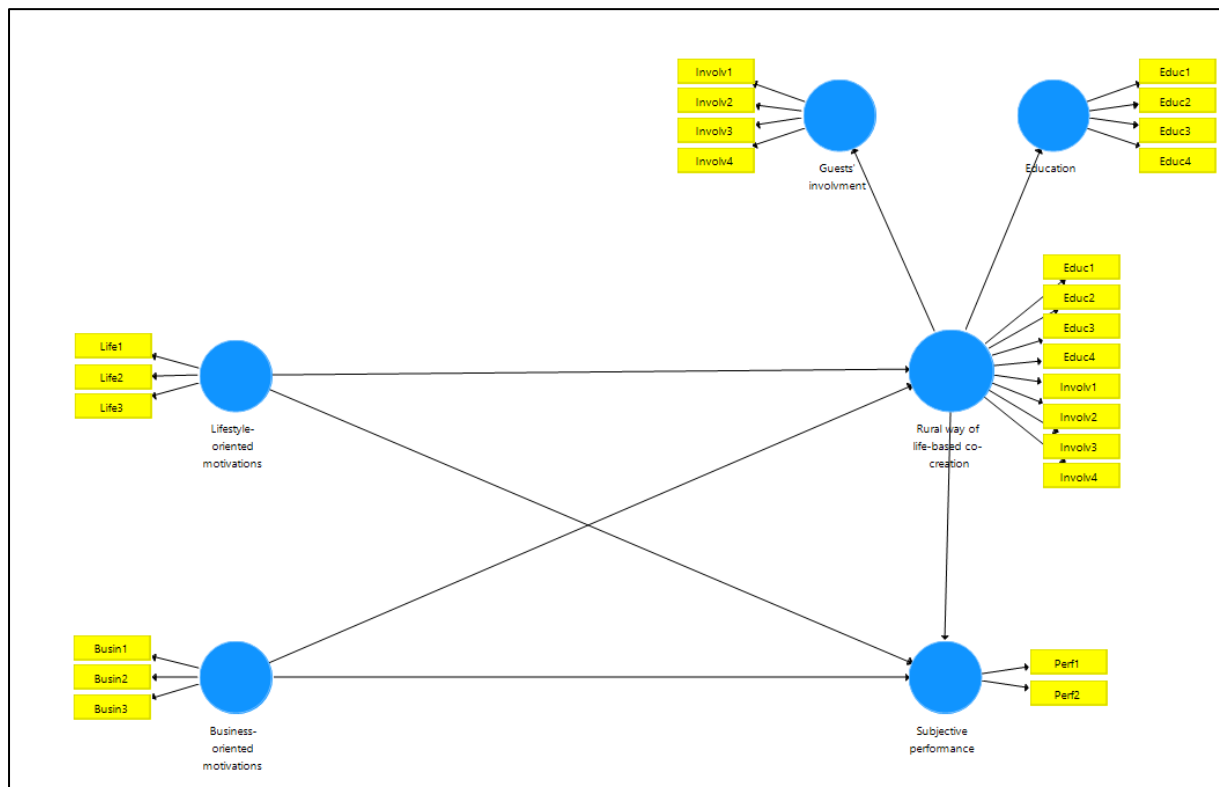 Involv1
Involv2
Involv3
Involv4
Guests'
involvment
Educ1
Educ2
Educ3
Educ4
Education
Life1
Life2
Life3
Lifestyle-
oriented
motivations
Educ1
Educ2
Educ3
Educ4
Involv1
Involv2
Involv3
Involv4
Rural way of
life-based co-
creation
Busin1
Busin2
Busin3
Business-
oriented
motivations
Perf1
Perf2
Subjective
performance